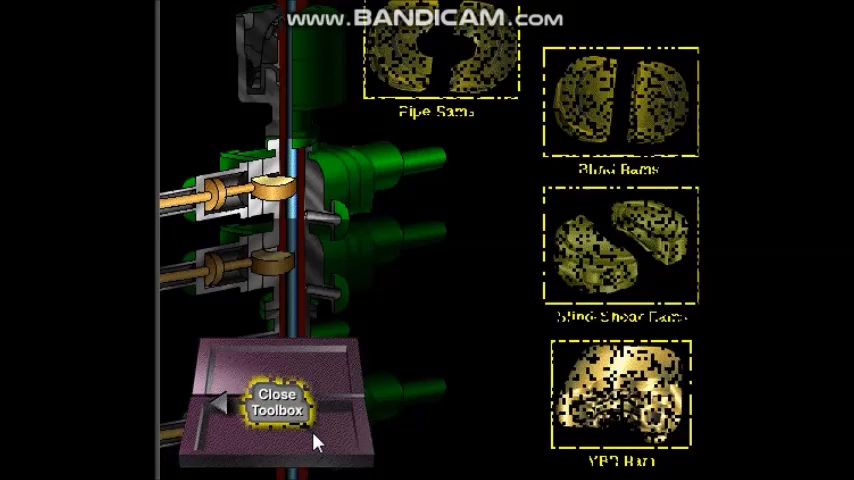 www.BANDICAM.com
Pipe Rams
Blind Rams
Blind-Shear Rams
Close
Toolbox
VBR Ram